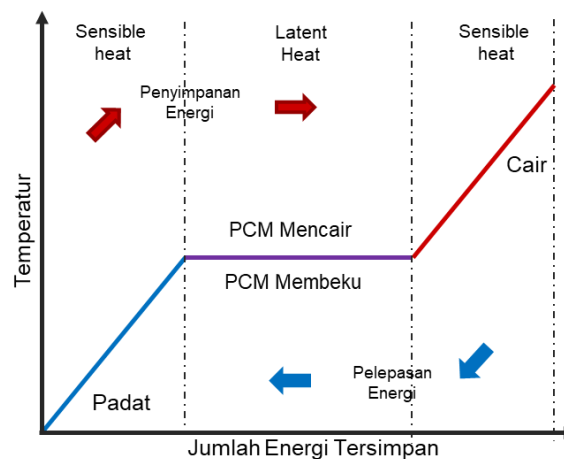 Sensible
heat
Latent
Heat
Sensible
heat
Penyimpanan
Energi
Cair
Temperatur
PCM Mencair
PCM Membeku
Pelepasan
Energi
Padat
Jumlah Energi Tersimpan